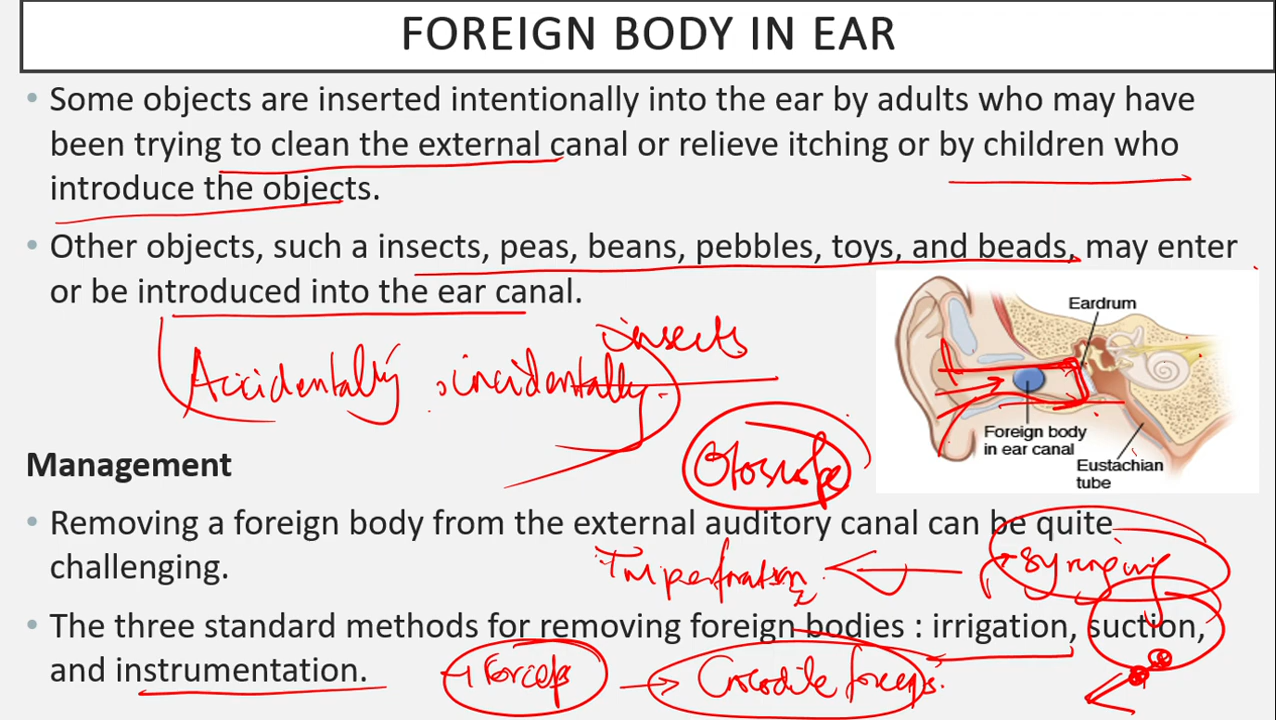 FOREIGN BODY IN EAR
• Some objects are inserted intentionally into the ear by adults who may have
been trying to clean the external canal or relieve itching or by children who
introduce the objects.
• Other objects, such a insects, peas, beans, pebbles, toys, and beads, may enter
or be introduced into the ear canal.
insects
Accidentally , incidentally.
Eardrum
Foreign body
in ear canal
Eustachian
tube
Otoscope
Management
• Removing a foreign body from the external auditory canal can be quite
challenging.
Syringing
• The three standard methods for removing foreign bodies : irrigation, suction,
and instrumentation.
Forceps
Crocodile forceps.